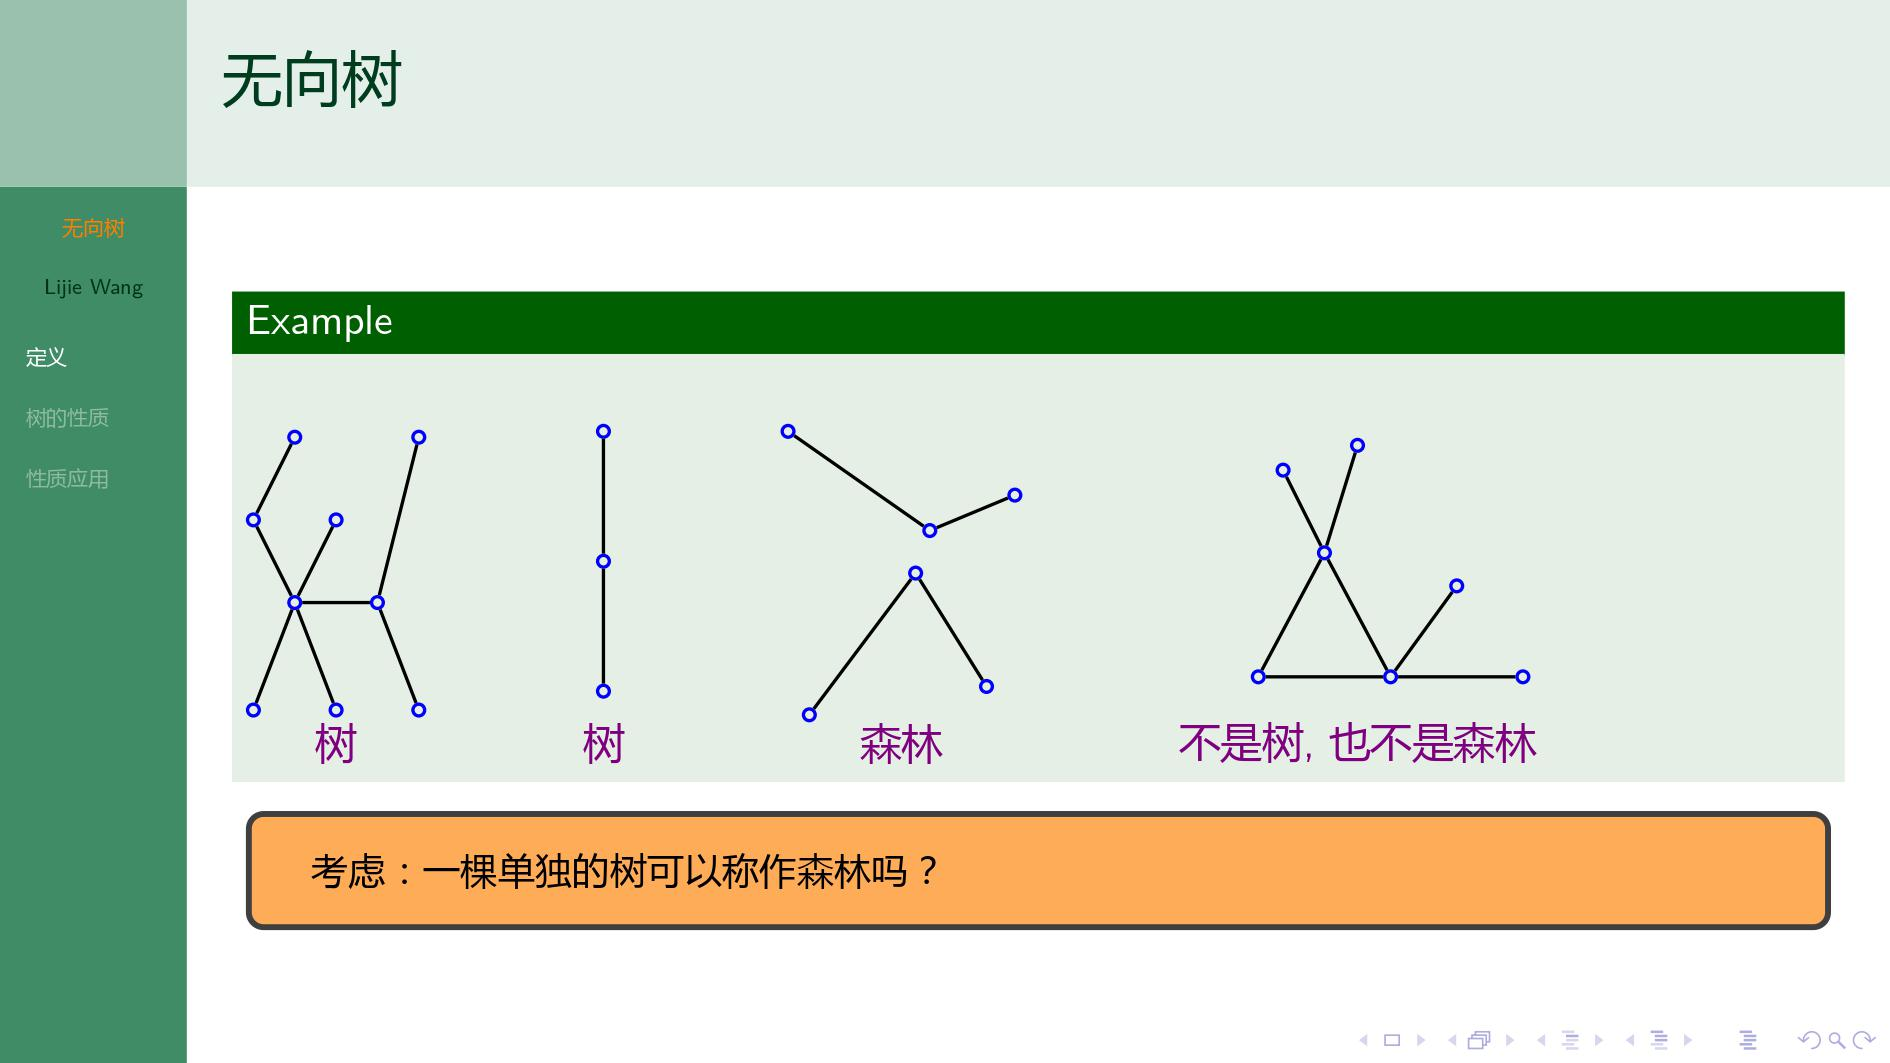 无向树
无向树
Lijie Wang
定义
树的性质
性质应用
Example
树
树
森林
不是树, 也不是森林
考虑：一棵单独的树可以称作森林吗？